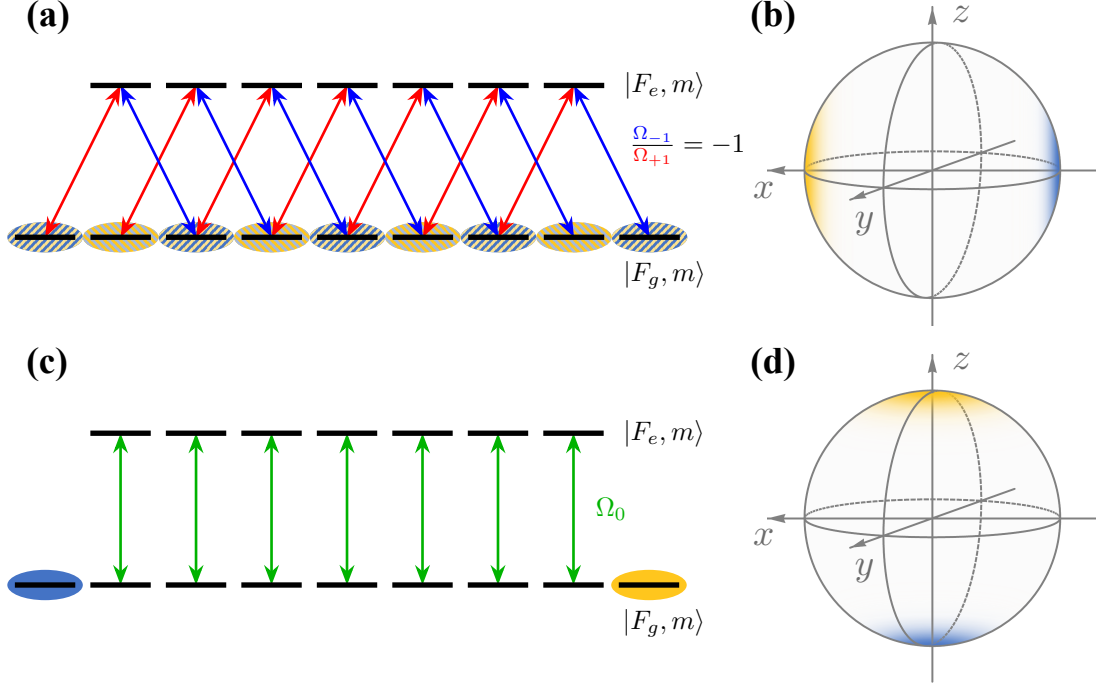 (a)
|F_e, m⟩
Ω_{-1}/Ω_{+1} = -1
|F_g, m⟩
(b)
z
x
y
(c)
|F_e, m⟩
Ω_0
|F_g, m⟩
(d)
z
x
y